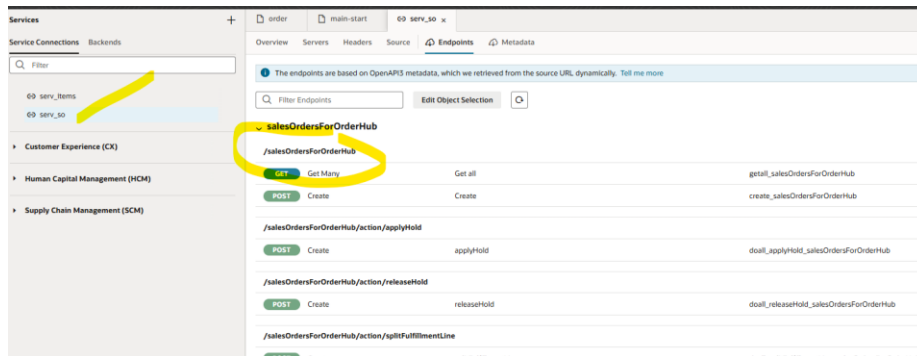 Services
+
Service Connections Backends
Filter
serv_items
serv_so
Customer Experience (CX)
Human Capital Management (HCM)
Supply Chain Management (SCM)
order main-start serv_so x
Overview Servers Headers Source Endpoints Metadata
The endpoints are based on OpenAPI3 metadata, which we retrieved from the source URL dynamically. Tell me more
Filter Endpoints Edit Object Selection
salesOrdersForOrderHub
/salesOrdersForOrderHub
GET Get Many Get all getall_salesOrdersForOrderHub
POST Create Create create_salesOrdersForOrderHub
/salesOrdersForOrderHub/action/applyHold
POST Create applyHold doall_applyHold_salesOrdersForOrderHub
/salesOrdersForOrderHub/action/releaseHold
POST Create releaseHold doall_releaseHold_salesOrdersForOrderHub
/salesOrdersForOrderHub/action/splitFulfillmentLine